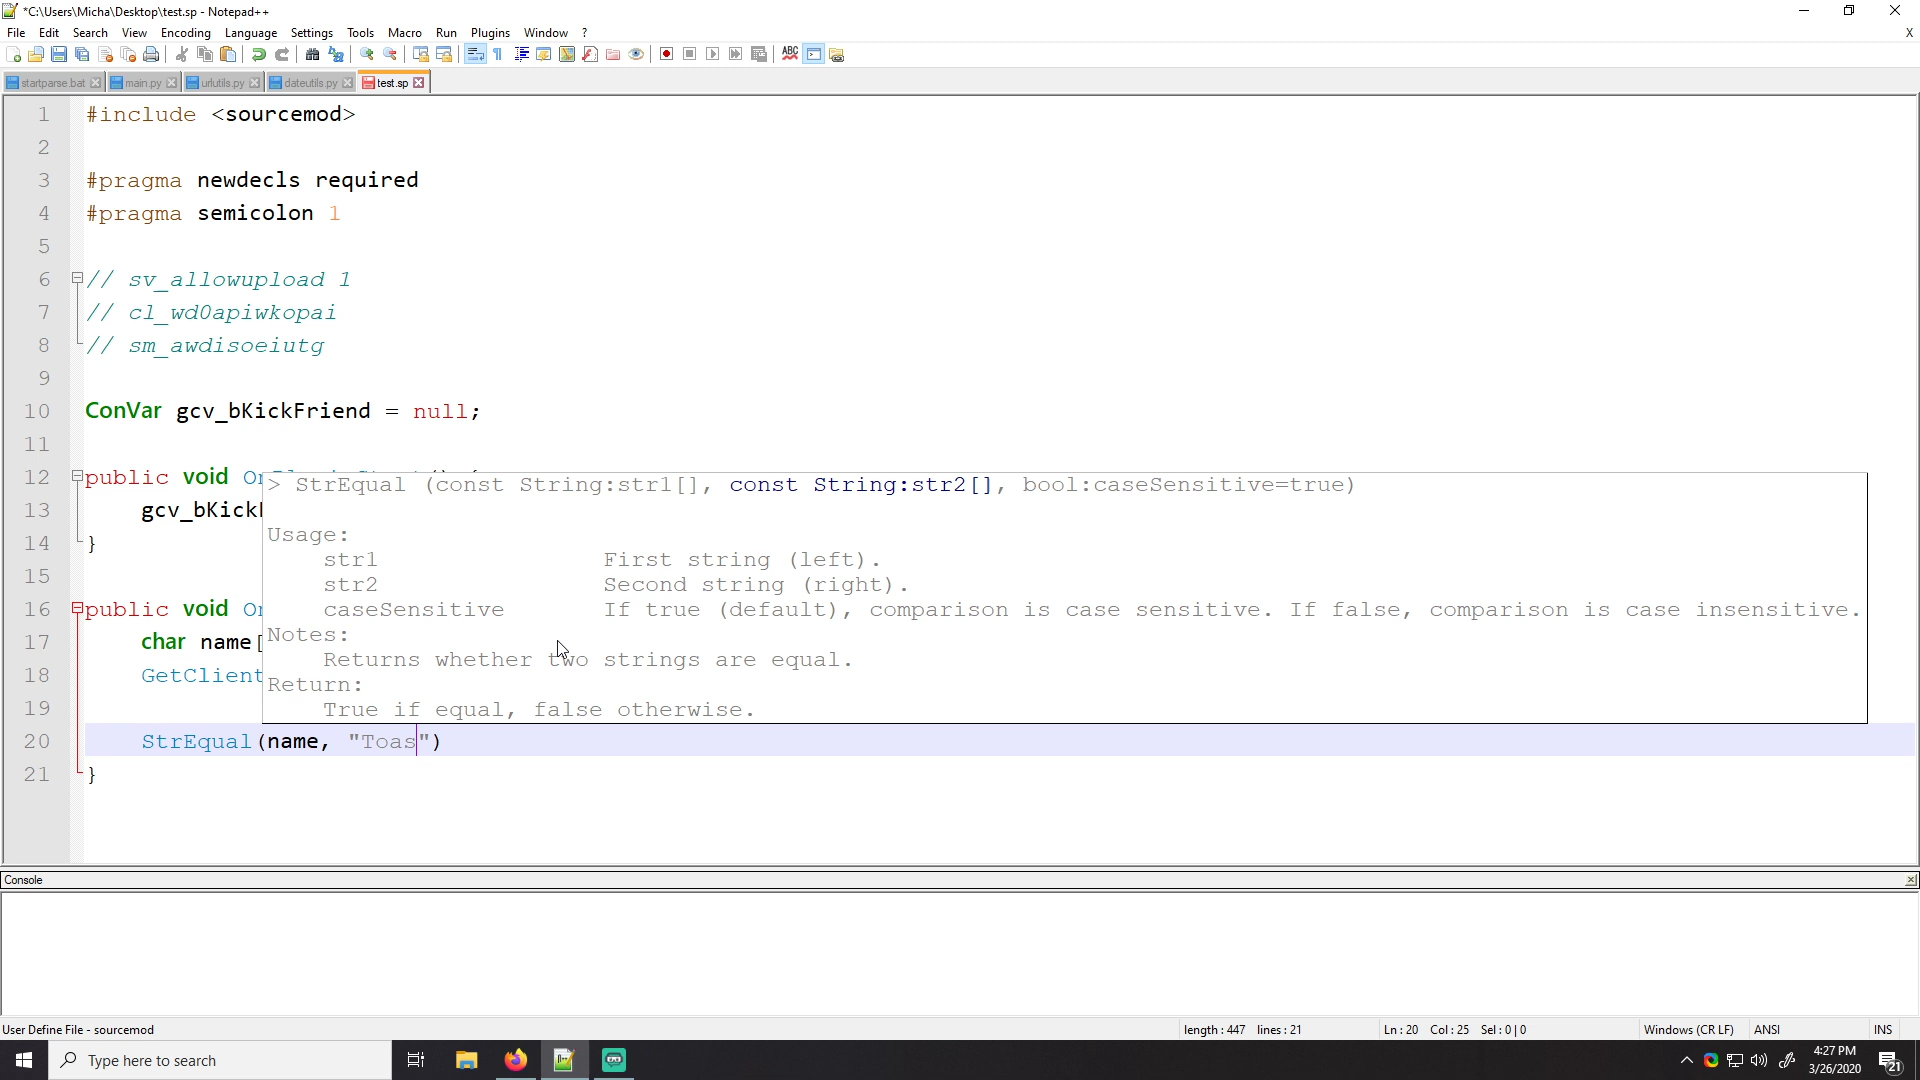 *C:\Users\Micha\Desktop\test.sp - Notepad++
File Edit Search View Encoding Language Settings Tools Macro Run Plugins Window ? X
startparse.bat main.py urlutils.py dateutils.py test.sp
1 #include <sourcemod>
2
3 #pragma newdecls required
4 #pragma semicolon 1
5
6 // sv_allowupload 1
7 // cl_wd0apiwkopai
8 // sm_awdisoeiutg
9
10 ConVar gcv_bKickFriend = null;
11
12 public void
> StrEqual (const String:str1[], const String:str2[], bool:caseSensitive=true)
13 gcv_bKick
Usage:
14 }
str1 First string (left).
15
str2 Second string (right).
16 public void
caseSensitive If true (default), comparison is case sensitive. If false, comparison is case insensitive.
17 char name[
Notes:
Returns whether two strings are equal.
18 GetClient
Return:
19
True if equal, false otherwise.
20 StrEqual(name, "Toas")
21 }
Console
User Define File - sourcemod length : 447 lines : 21 Ln : 20 Col : 25 Sel : 0 | 0 Windows (CR LF) ANSI INS
Type here to search
4:27 PM
3/26/2020
21